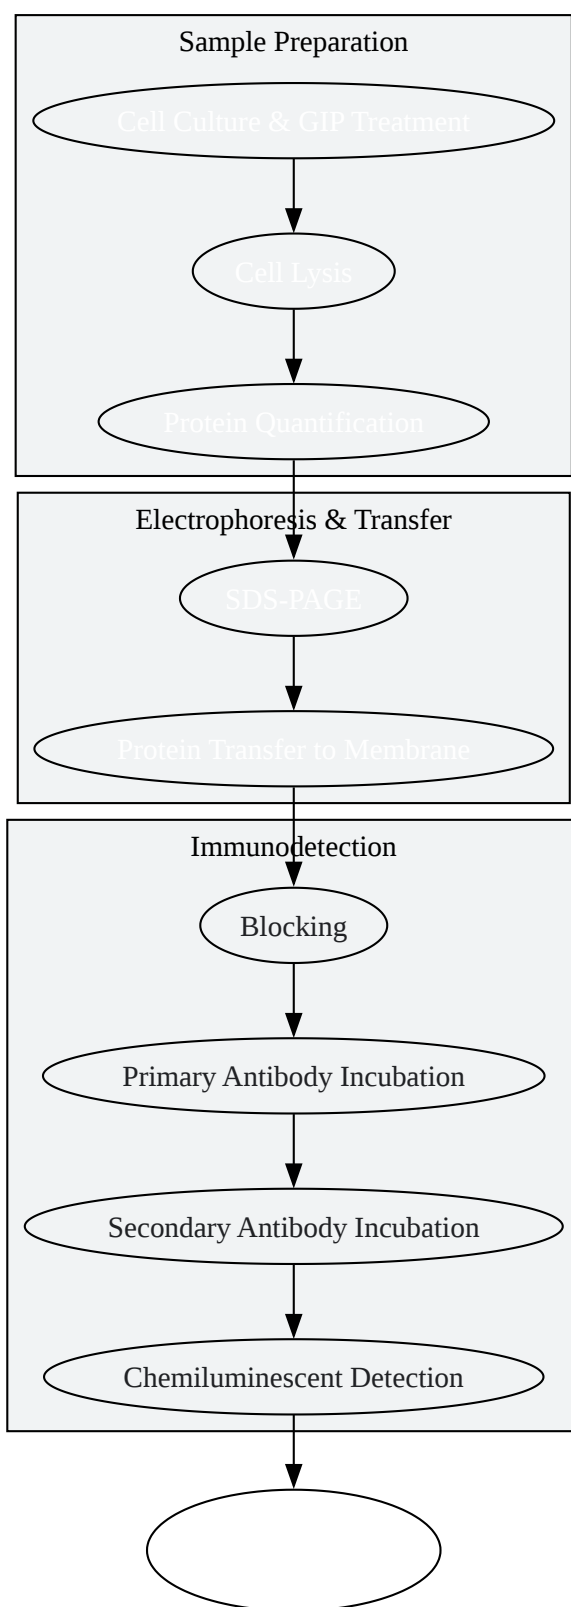 Sample Preparation
Cell Culture & GIP Treatment
Cell Lysis
Protein Quantification
Electrophoresis & Transfer
SDS-PAGE
Protein Transfer to Membrane
Immunodetection
Blocking
Primary Antibody Incubation
Secondary Antibody Incubation
Chemiluminescent Detection